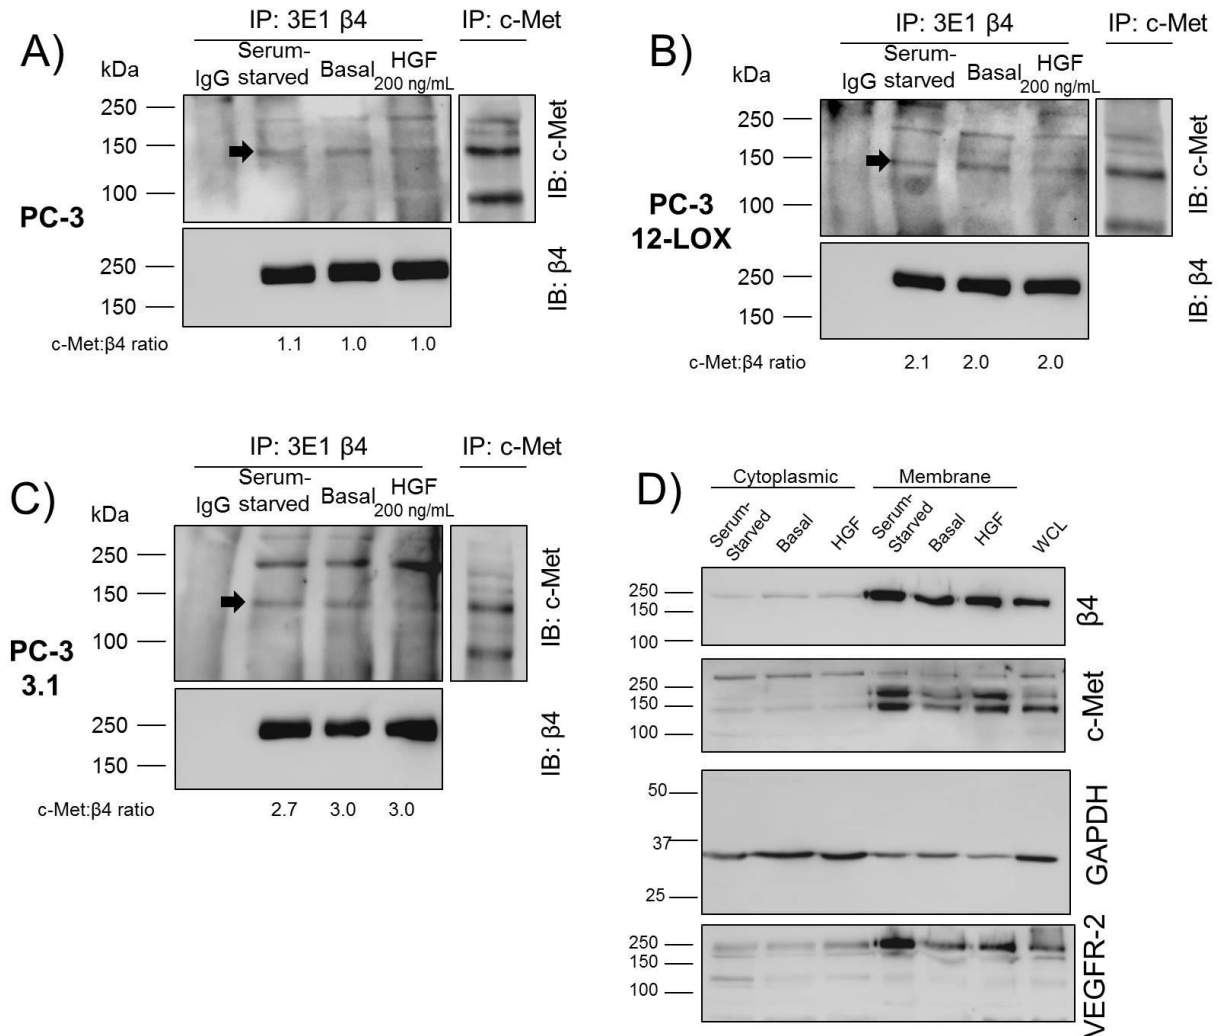 A)
IP: 3E1 β4
IP: c-Met
kDa
IgG
Serum-
starved
Basal
HGF
200 ng/mL
250
150
100
IB: c-Met
PC-3
250
150
IB: β4
c-Met:β4 ratio
1.1
1.0
1.0
B)
IP: 3E1 β4
IP: c-Met
kDa
IgG
Serum-
starved
Basal
HGF
200 ng/mL
250
150
100
IB: c-Met
PC-3
12-LOX
250
150
IB: β4
c-Met:β4 ratio
2.1
2.0
2.0
C)
IP: 3E1 β4
IP: c-Met
kDa
IgG
Serum-
starved
Basal
HGF
200 ng/mL
250
150
100
IB: c-Met
PC-3
3.1
250
150
IB: β4
c-Met:β4 ratio
2.7
3.0
3.0
D)
Cytoplasmic
Membrane
Serum-
Starved
Basal
HGF
Serum-
Starved
Basal
HGF
WCL
250
150
100
β4
250
150
100
c-Met
50
37
25
GAPDH
250
150
100
VEGFR-2